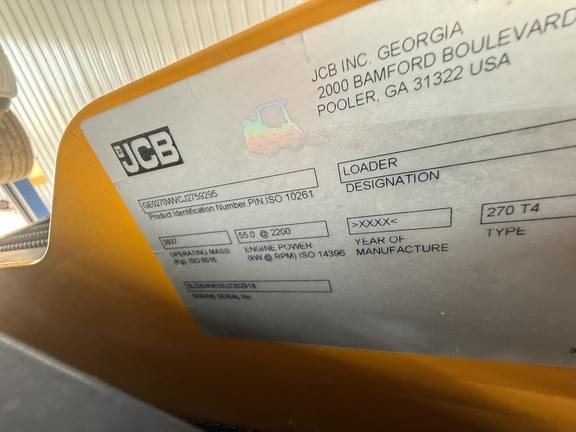 JCB INC. GEORGIA
2000 BAMFORD BOULEVARD
POOLER, GA 31322 USA
JCB
GEO270WVCJ2759295
Product Identification Number.PIN.ISO 10261
LOADER
DESIGNATION
3937
OPERATING MASS
(Kg) ISO 6016
55.0 @ 2200
ENGINE POWER
(kW @ RPM) ISO 14396
>XXXX<
YEAR OF
MANUFACTURE
270 T4
TYPE
ENGINE SERIAL No